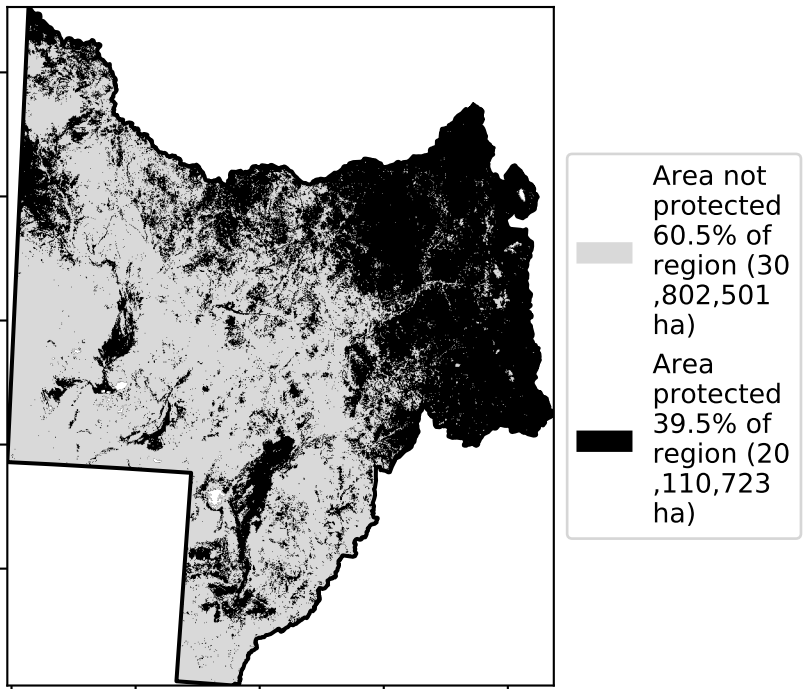 Area not
protected
60.5% of
region (30
,802,501
ha)
Area
protected
39.5% of
region (20
,110,723
ha)